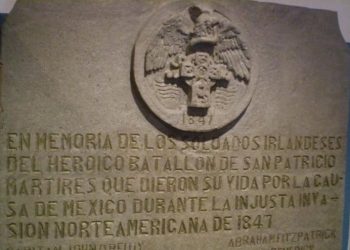 1847
EN MEMORIA DE LOS SOLDADOS IRLANDESES
DEL HEROICO BATALLON DE SAN PATRICIO
MARTIRES QUE DIERON SU VIDA POR LA CAU-
SA DE MEXICO DURANTE LA INJUSTA INVA-
SION NORTEAMERICANA DE 1847
ABRAHAM FITZPATRICK